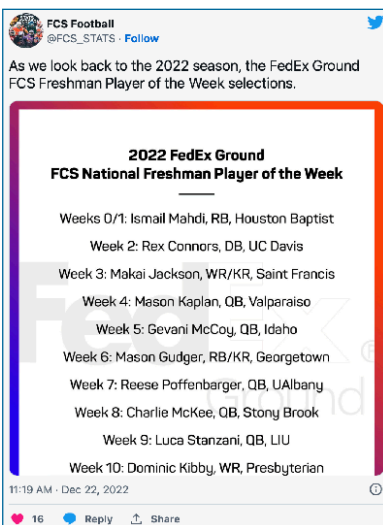 FCS Football
@FCS_STATS · Follow
As we look back to the 2022 season, the FedEx Ground
FCS Freshman Player of the Week selections.
2022 FedEx Ground
FCS National Freshman Player of the Week
Weeks 0/1: Ismail Mahdi, RB, Houston Baptist
Week 2: Rex Connors, DB, UC Davis
Week 3: Makai Jackson, WR/KR, Saint Francis
Week 4: Mason Kaplan, QB, Valparaiso
Week 5: Gevani McCoy, QB, Idaho
Week 6: Mason Gudger, RB/KR, Georgetown
Week 7: Reese Poffenbarger, QB, UAlbany
Week 8: Charlie McKee, QB, Stony Brook
Week 9: Luca Stanzani, QB, LIU
Week 10: Dominic Kibby, WR, Presbyterian
FedEx ®
Ground
11:19 AM · Dec 22, 2022
16 Reply Share